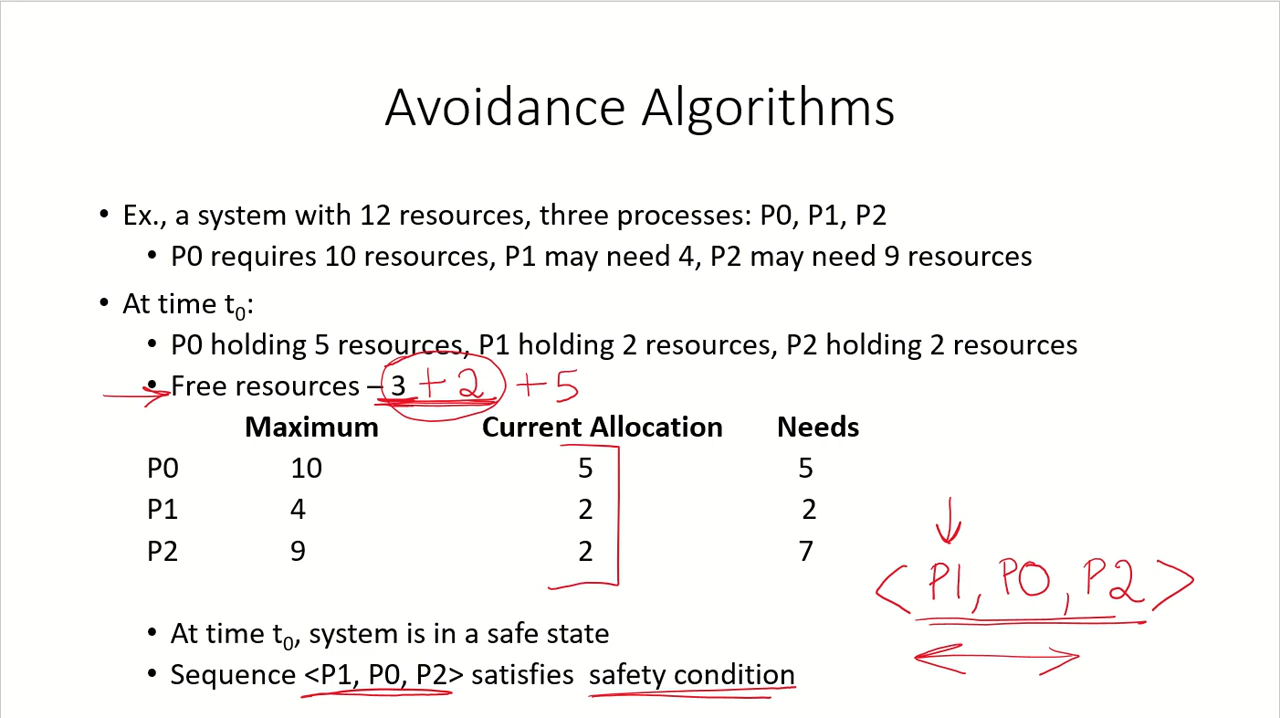 Avoidance Algorithms
• Ex., a system with 12 resources, three processes: P0, P1, P2
• P0 requires 10 resources, P1 may need 4, P2 may need 9 resources
• At time t₀:
• P0 holding 5 resources, P1 holding 2 resources, P2 holding 2 resources
• Free resources – 3 + 2 + 5
Maximum Current Allocation Needs
P0 10 5 5
P1 4 2 2
P2 9 2 7
< P1, P0, P2 >
• At time t₀, system is in a safe state
• Sequence <P1, P0, P2> satisfies safety condition